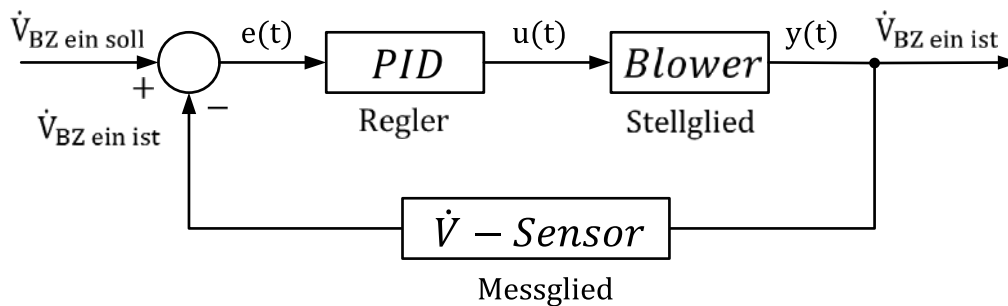 V̇BZ ein soll
e(t)
PID
u(t)
Blower
y(t)
V̇BZ ein ist
+
−
Regler
Stellglied
V̇BZ ein ist
V̇ − Sensor
Messglied